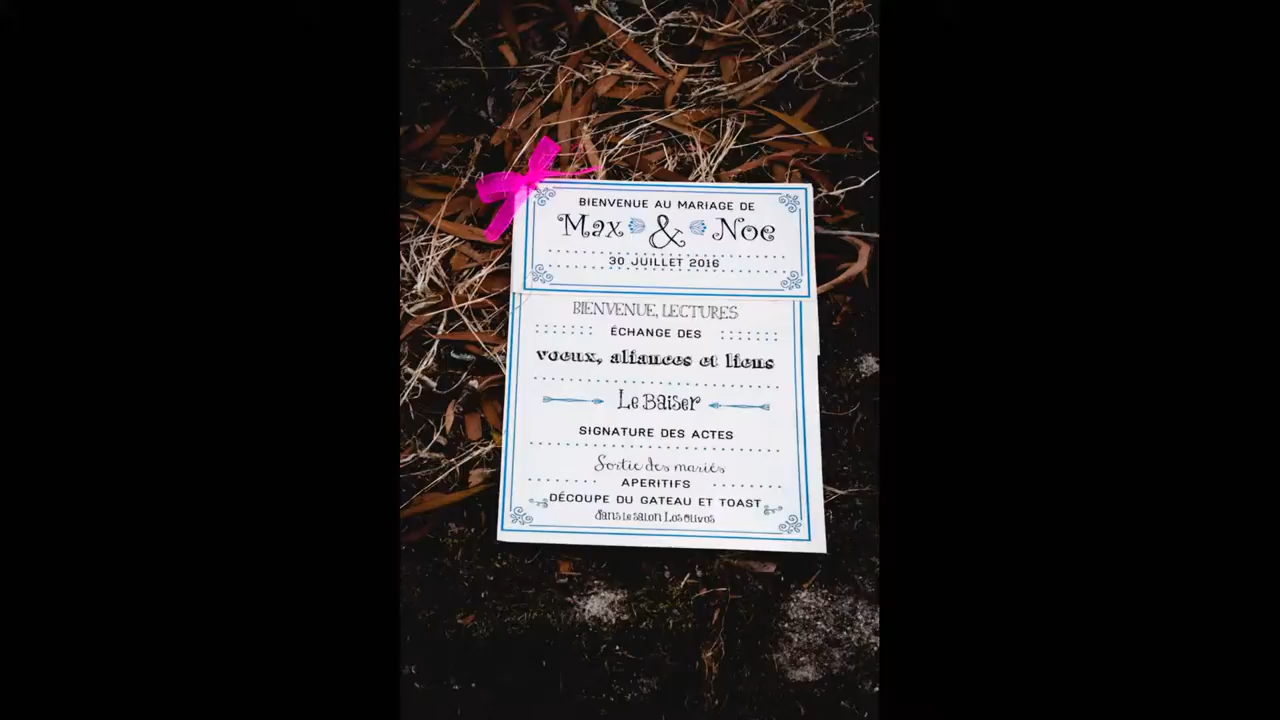 BIENVENUE AU MARIAGE DE
Max & Noe
30 JUILLET 2016
BIENVENUE, LECTURES
ÉCHANGE DES
voeux, aliances et liens
Le Baiser
SIGNATURE DES ACTES
Sortie des mariés
APERITIFS
DÉCOUPE DU GATEAU ET TOAST
dans le salon Los Olivos